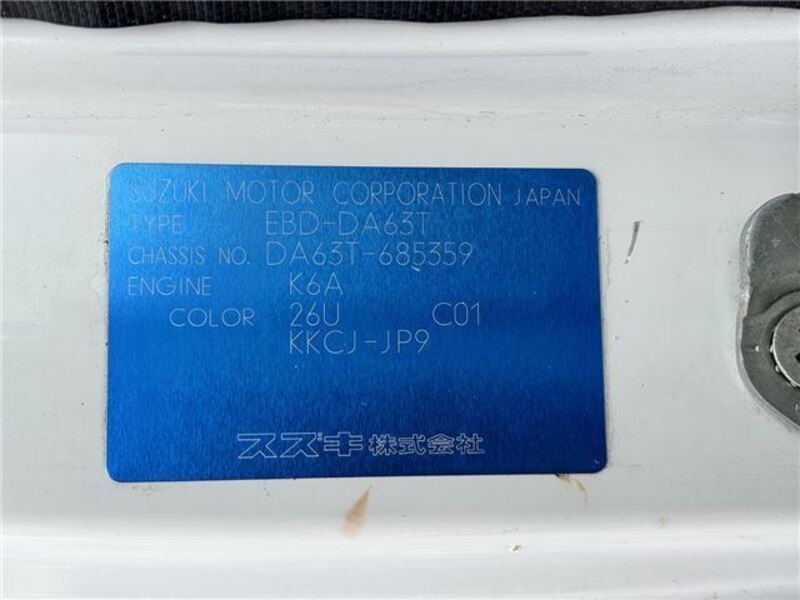 SUZUKI MOTOR CORPORATION JAPAN
TYPE EBD-DA63T
CHASSIS NO. DA63T-685359
ENGINE K6A
COLOR 26U C01
KKCJ-JP9
スズキ株式会社